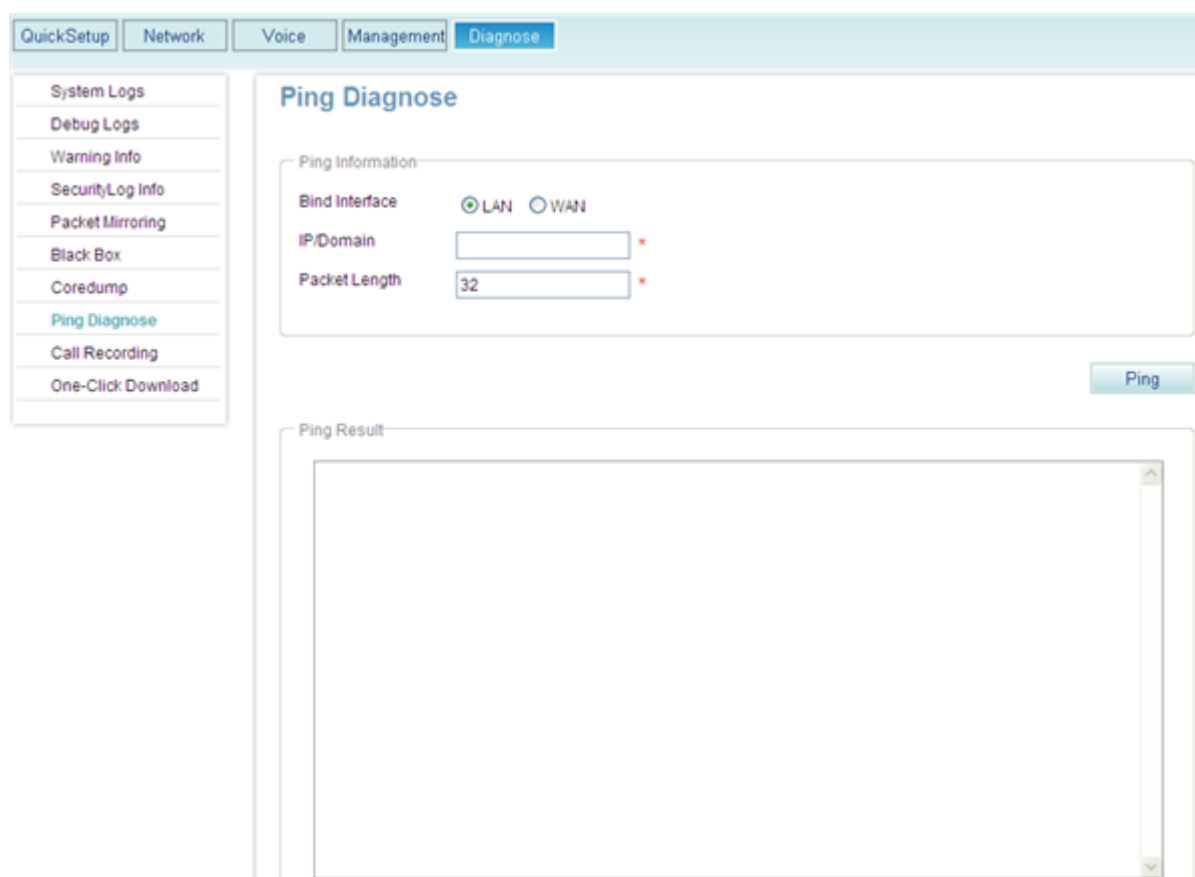 QuickSetup Network Voice Management Diagnose
System Logs
Debug Logs
Warning Info
SecurityLog Info
Packet Mirroring
Black Box
Coredump
Ping Diagnose
Call Recording
One-Click Download
Ping Diagnose
Ping Information
Bind Interface LAN WAN
IP/Domain *
Packet Length 32 *
Ping
Ping Result